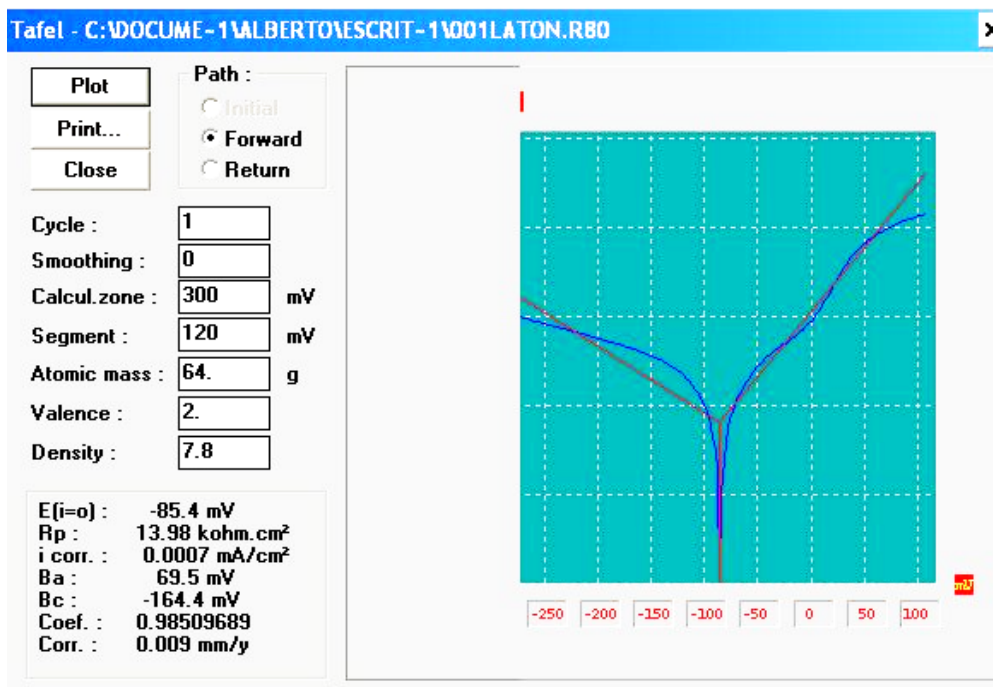 Tafel - C:\DOCUME~1\ALBERTO\ESCRIT~1\001LATON.R80
Plot
Print...
Close
Path :
Initial
Forward
Return
Cycle : 1
Smoothing : 0
Calcul.zone : 300 mV
Segment : 120 mV
Atomic mass : 64. g
Valence : 2.
Density : 7.8
E(i=o) : -85.4 mV
Rp : 13.98 kohm.cm²
i corr. : 0.0007 mA/cm²
Ba : 69.5 mV
Bc : -164.4 mV
Coef. : 0.98509689
Corr. : 0.009 mm/y
mV
-250 -200 -150 -100 -50 0 50 100